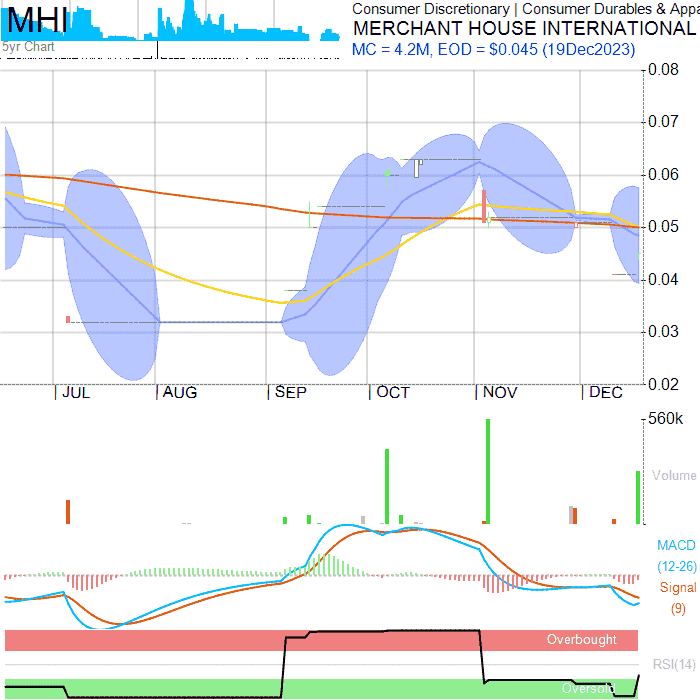 MHI
5yr Chart
Consumer Discretionary | Consumer Durables & Appa
MERCHANT HOUSE INTERNATIONAL
MC = 4.2M, EOD = $0.045 (19Dec2023)
0.08
0.07
0.06
0.05
0.04
0.03
0.02
JUL AUG SEP OCT NOV DEC
560k
Volume
MACD
(12-26)
Signal
(9)
Overbought
RSI(14)
Oversold